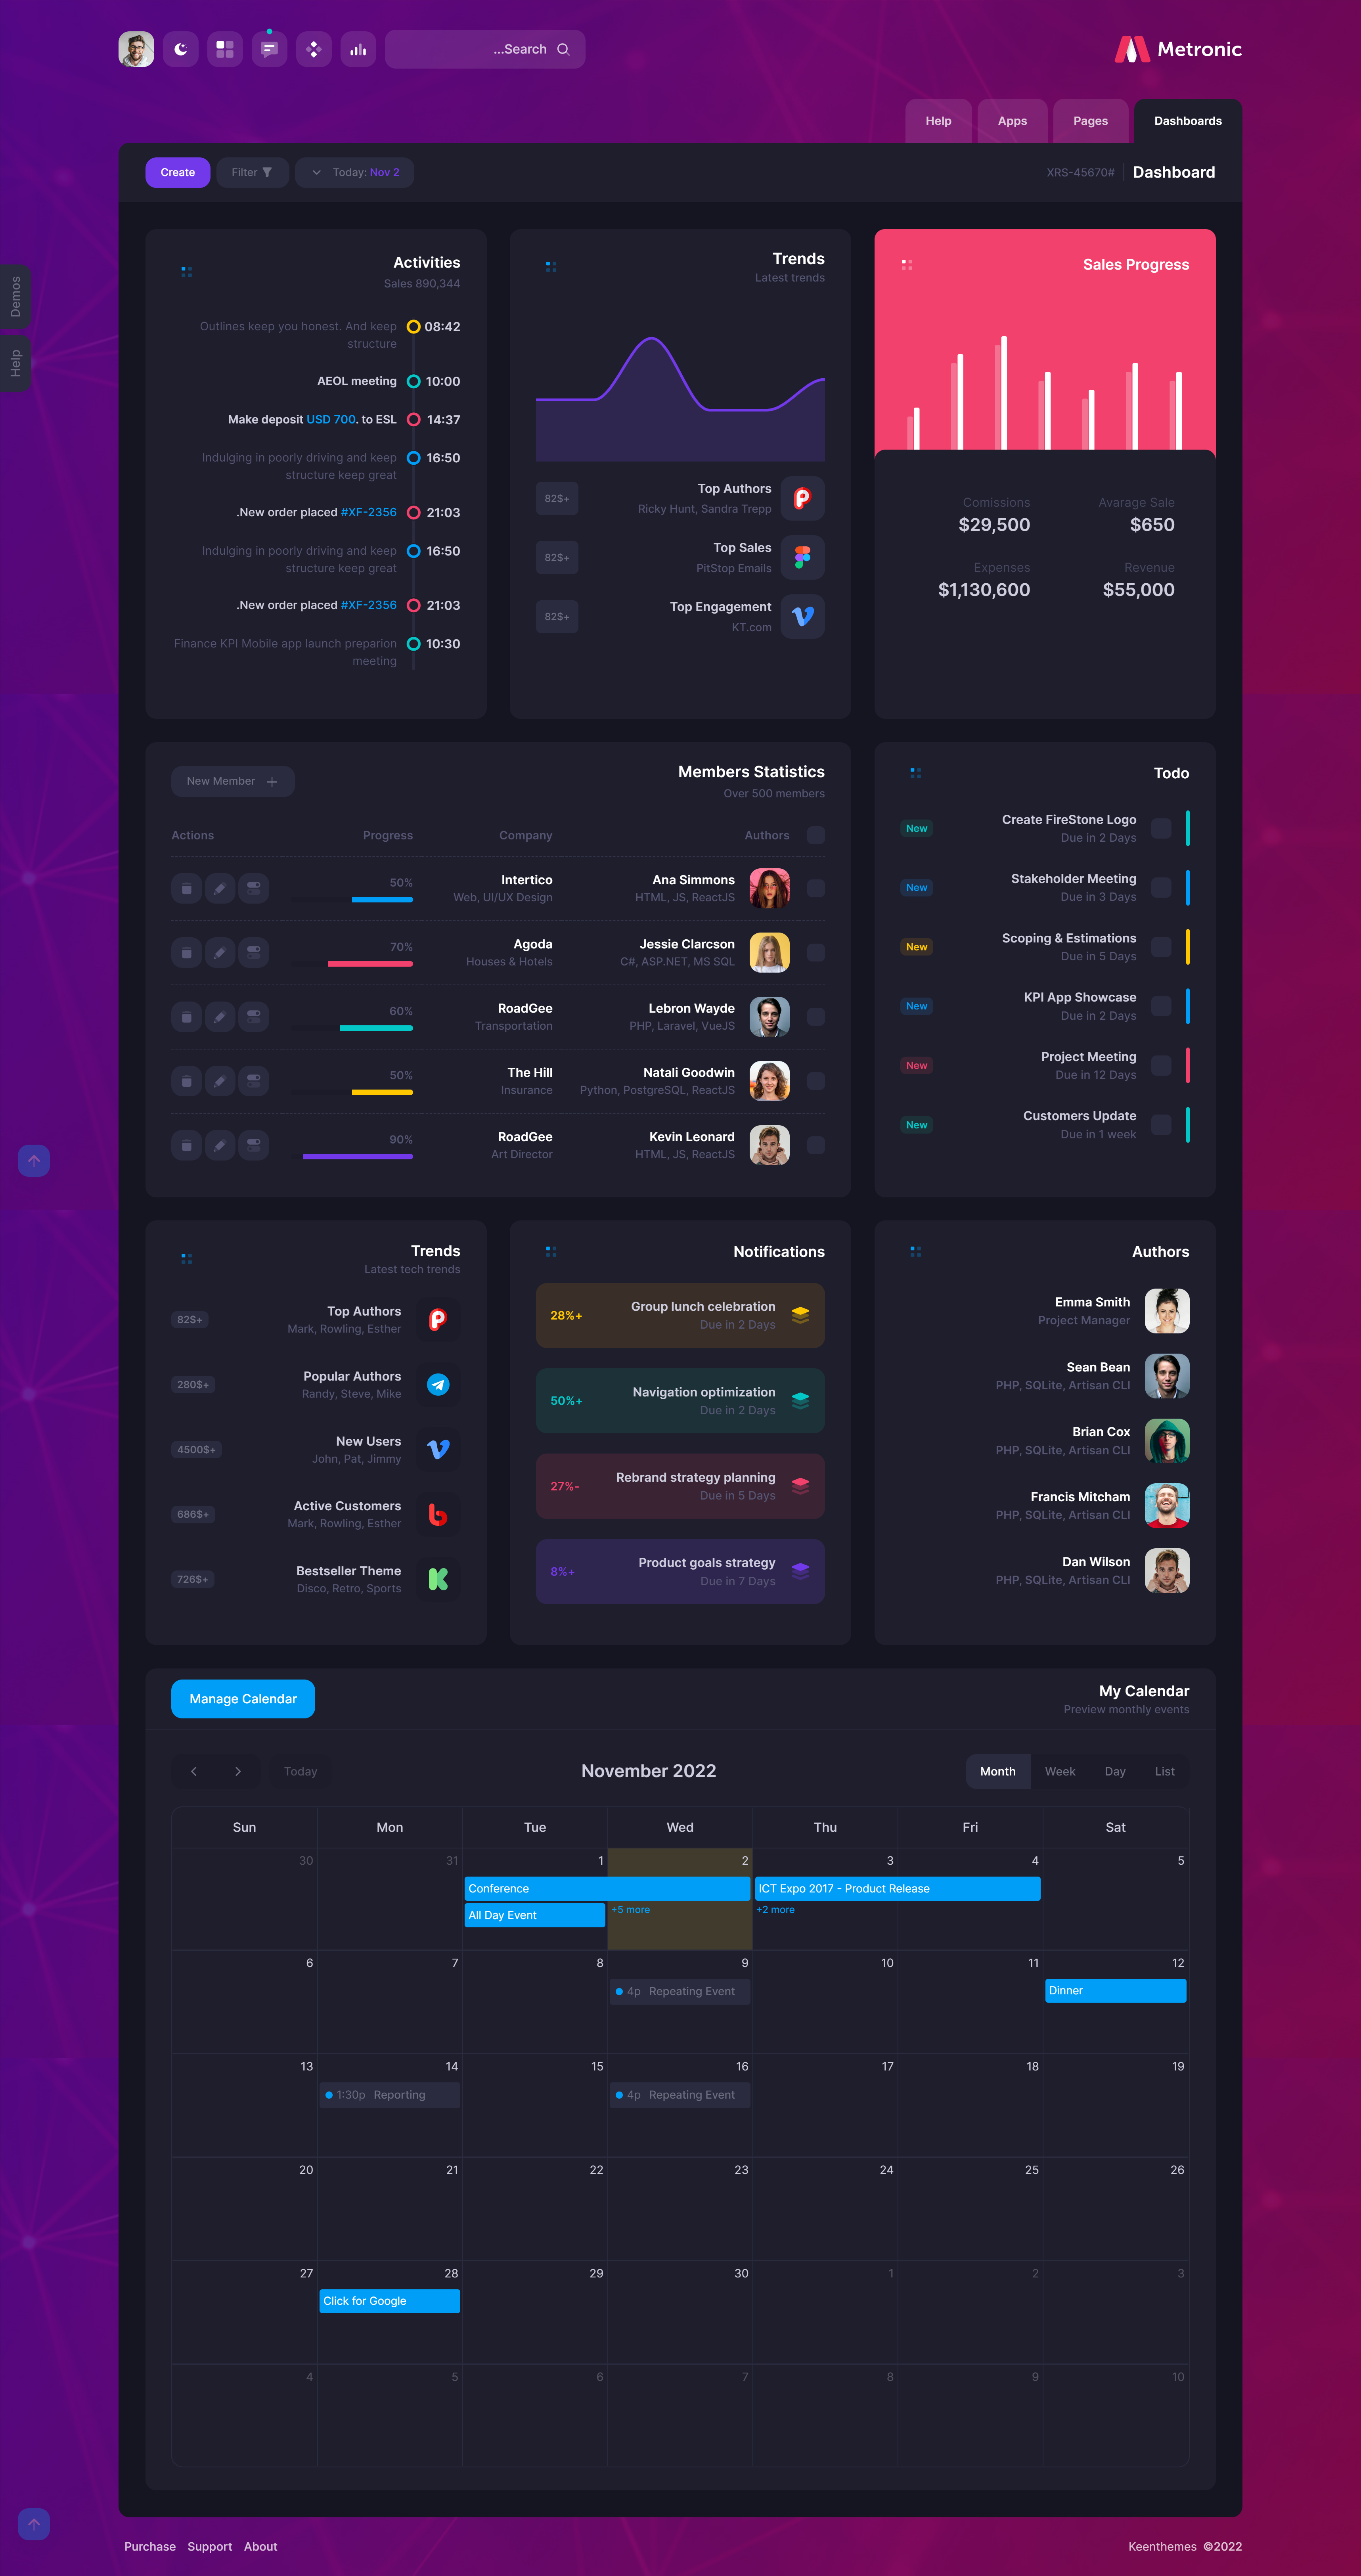 ...Search
Metronic
Help
Apps
Pages
Dashboards
Create
Filter
Today: Nov 2
XRS-45670#
Dashboard
Demos
Help
Activities
Sales 890,344
Outlines keep you honest. And keep
structure
08:42
AEOL meeting
10:00
Make deposit USD 700. to ESL
14:37
Indulging in poorly driving and keep
structure keep great
16:50
.New order placed #XF-2356
21:03
Indulging in poorly driving and keep
structure keep great
16:50
.New order placed #XF-2356
21:03
Finance KPI Mobile app launch preparion
meeting
10:30
Trends
Latest trends
82$+
Top Authors
Ricky Hunt, Sandra Trepp
82$+
Top Sales
PitStop Emails
82$+
Top Engagement
KT.com
Sales Progress
Comissions
$29,500
Avarage Sale
$650
Expenses
$1,130,600
Revenue
$55,000
New Member
Members Statistics
Over 500 members
Actions
Progress
Company
Authors
50%
Intertico
Web, UI/UX Design
Ana Simmons
HTML, JS, ReactJS
70%
Agoda
Houses & Hotels
Jessie Clarcson
C#, ASP.NET, MS SQL
60%
RoadGee
Transportation
Lebron Wayde
PHP, Laravel, VueJS
50%
The Hill
Insurance
Natali Goodwin
Python, PostgreSQL, ReactJS
90%
RoadGee
Art Director
Kevin Leonard
HTML, JS, ReactJS
Todo
New
Create FireStone Logo
Due in 2 Days
New
Stakeholder Meeting
Due in 3 Days
New
Scoping & Estimations
Due in 5 Days
New
KPI App Showcase
Due in 2 Days
New
Project Meeting
Due in 12 Days
New
Customers Update
Due in 1 week
Trends
Latest tech trends
82$+
Top Authors
Mark, Rowling, Esther
280$+
Popular Authors
Randy, Steve, Mike
4500$+
New Users
John, Pat, Jimmy
686$+
Active Customers
Mark, Rowling, Esther
726$+
Bestseller Theme
Disco, Retro, Sports
Notifications
28%+
Group lunch celebration
Due in 2 Days
50%+
Navigation optimization
Due in 2 Days
27%-
Rebrand strategy planning
Due in 5 Days
8%+
Product goals strategy
Due in 7 Days
Authors
Emma Smith
Project Manager
Sean Bean
PHP, SQLite, Artisan CLI
Brian Cox
PHP, SQLite, Artisan CLI
Francis Mitcham
PHP, SQLite, Artisan CLI
Dan Wilson
PHP, SQLite, Artisan CLI
Manage Calendar
My Calendar
Preview monthly events
Today
November 2022
Month
Week
Day
List
Sun Mon Tue Wed Thu Fri Sat
30 31 1 2 3 4 5
Conference
ICT Expo 2017 - Product Release
All Day Event
+5 more
+2 more
6 7 8 9 10 11 12
4p Repeating Event
Dinner
13 14 15 16 17 18 19
1:30p Reporting
4p Repeating Event
20 21 22 23 24 25 26
27 28 29 30 1 2 3
Click for Google
4 5 6 7 8 9 10
Purchase
Support
About
Keenthemes ©2022